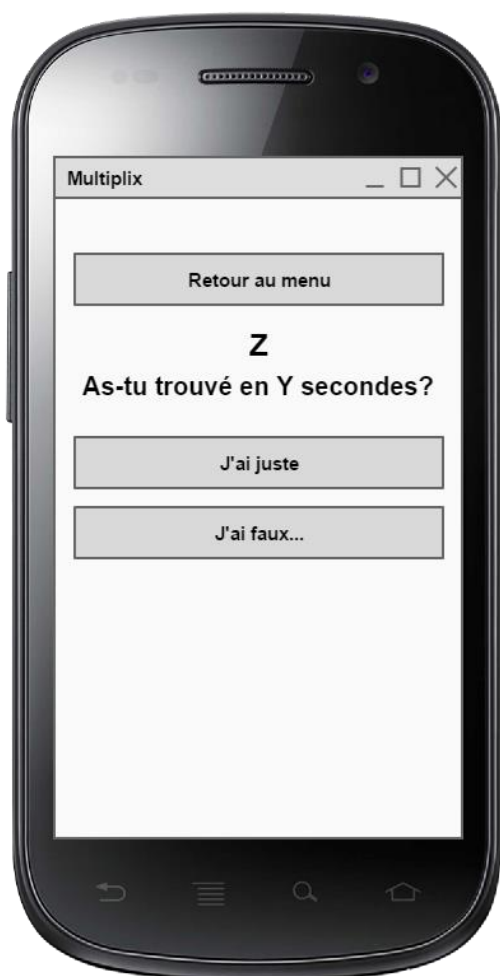 Multiplix
Retour au menu
Z
As-tu trouvé en Y secondes?
J'ai juste
J'ai faux...